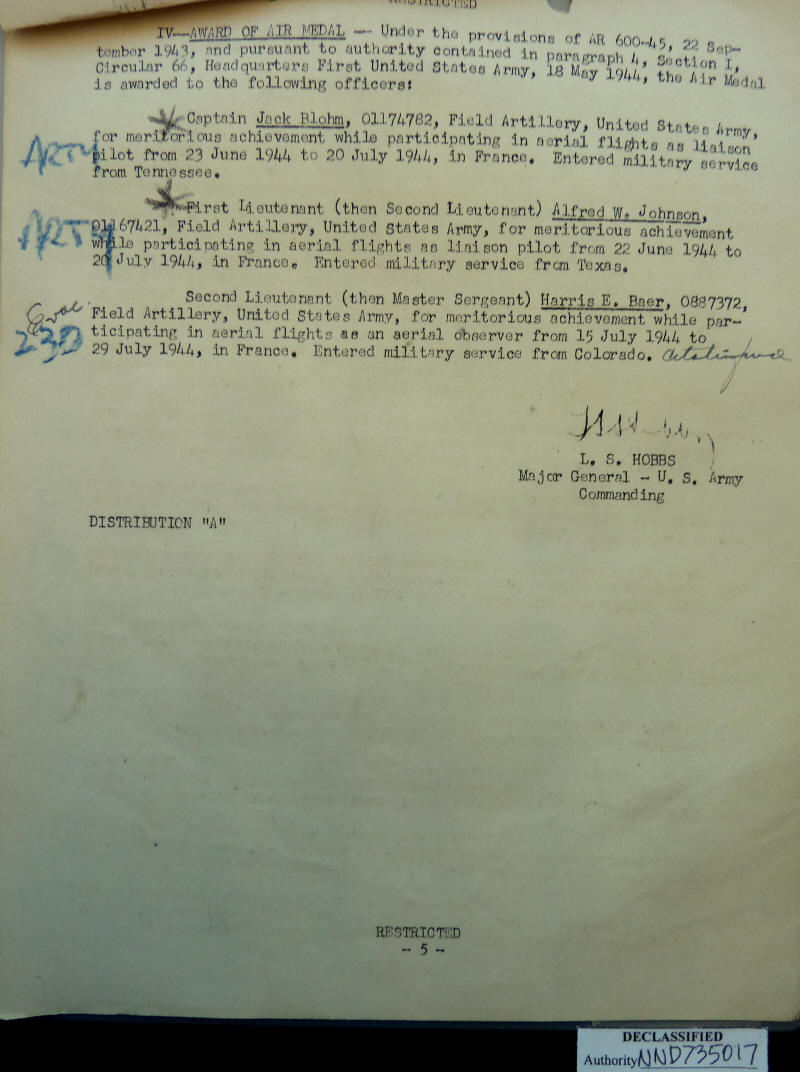 RESTRICTED
IV--AWARD OF AIR MEDAL -- Under the provisions of AR 600-45, 22 Sep-
tember 1943, and pursuant to authority contained in paragraph 4, Section I,
Circular 66, Headquarters First United States Army, 18 May 1944, the Air Medal
is awarded to the following officers:
Captain Jack Blohm, 01174782, Field Artillery, United States Army,
for meritorious achievement while participating in aerial flights as liaison
ARTY
pilot from 23 June 1944 to 20 July 1944, in France. Entered military service
from Tennessee.
First Lieutenant (then Second Lieutenant) Alfred W. Johnson,
ARTY
01167421, Field Artillery, United States Army, for meritorious achievement
while participating in aerial flights as liaison pilot from 22 June 1944 to
20 July 1944, in France. Entered military service from Texas.
Second Lieutenant (then Master Sergeant) Harris E. Baer, 0887372,
Field Artillery, United States Army, for meritorious achievement while par-
230
ticipating in aerial flights as an aerial observer from 15 July 1944 to
29 July 1944, in France. Entered military service from Colorado.
L. S. HOBBS
Major General - U. S. Army
Commanding
DISTRIBUTION "A"
RESTRICTED
- 5 -
DECLASSIFIED
Authority NND735017